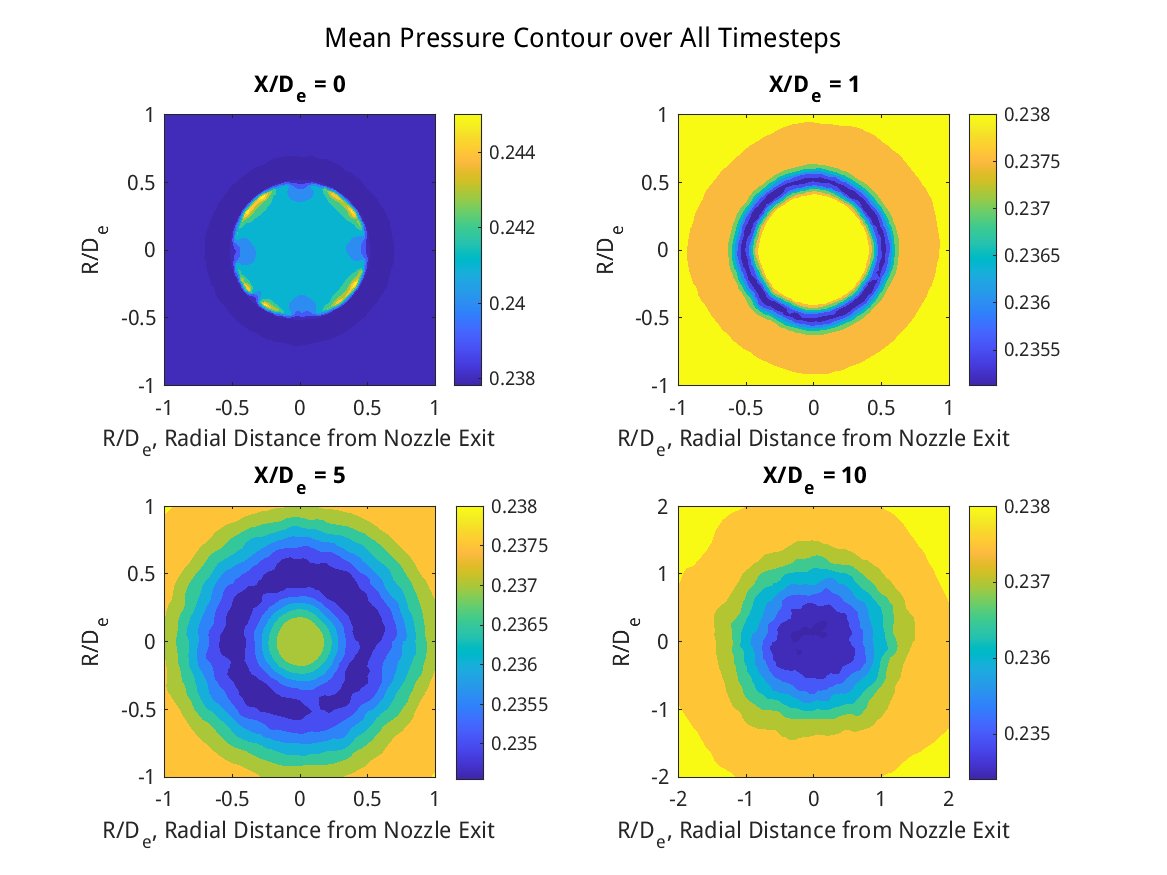 Mean Pressure Contour over All Timesteps
X/De = 0
1
0.5
0
-0.5
-1
R/De
-1 -0.5 0 0.5 1
R/De, Radial Distance from Nozzle Exit
0.244
0.242
0.24
0.238
X/De = 1
1
0.5
0
-0.5
-1
R/De
-1 -0.5 0 0.5 1
R/De, Radial Distance from Nozzle Exit
0.238
0.2375
0.237
0.2365
0.236
0.2355
X/De = 5
1
0.5
0
-0.5
-1
R/De
-1 -0.5 0 0.5 1
R/De, Radial Distance from Nozzle Exit
0.238
0.2375
0.237
0.2365
0.236
0.2355
0.235
X/De = 10
2
1
0
-1
-2
R/De
-2 -1 0 1 2
R/De, Radial Distance from Nozzle Exit
0.238
0.237
0.236
0.235